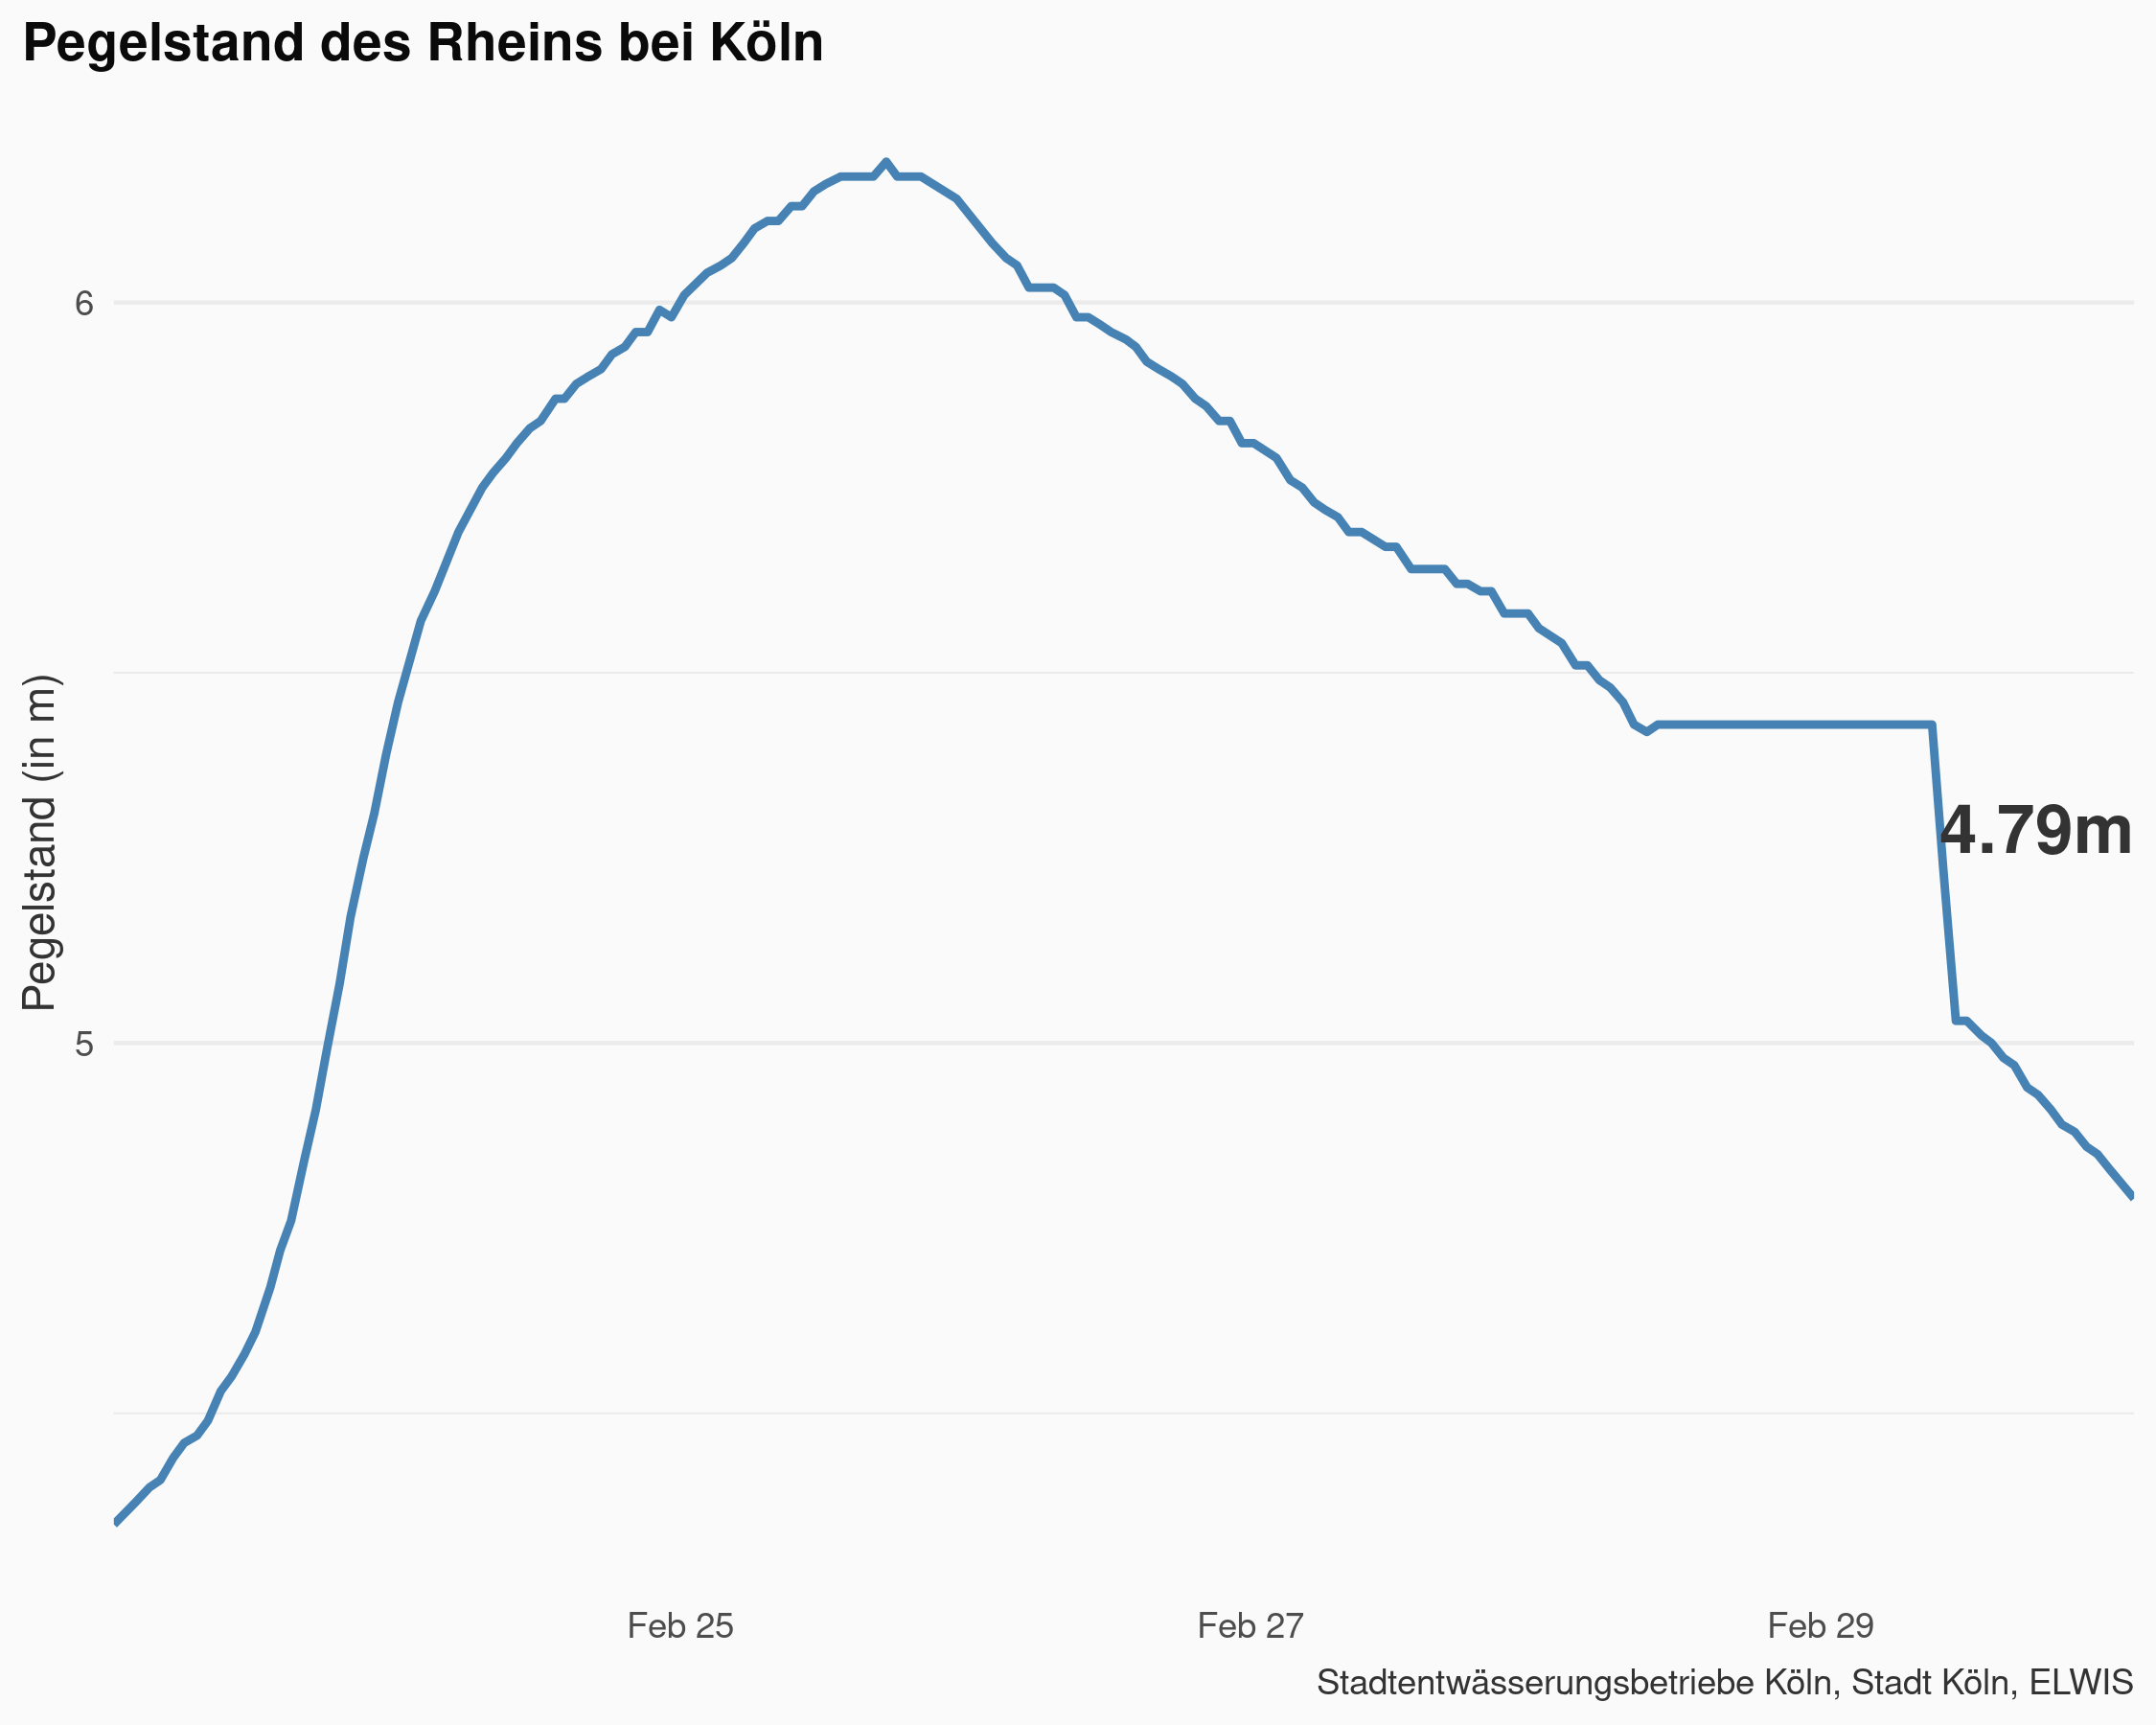 Pegelstand des Rheins bei Köln
6
Pegelstand (in m)
4.79m
5
Feb 25
Feb 27
Feb 29
Stadtentwässerungsbetriebe Köln, Stadt Köln, ELWIS